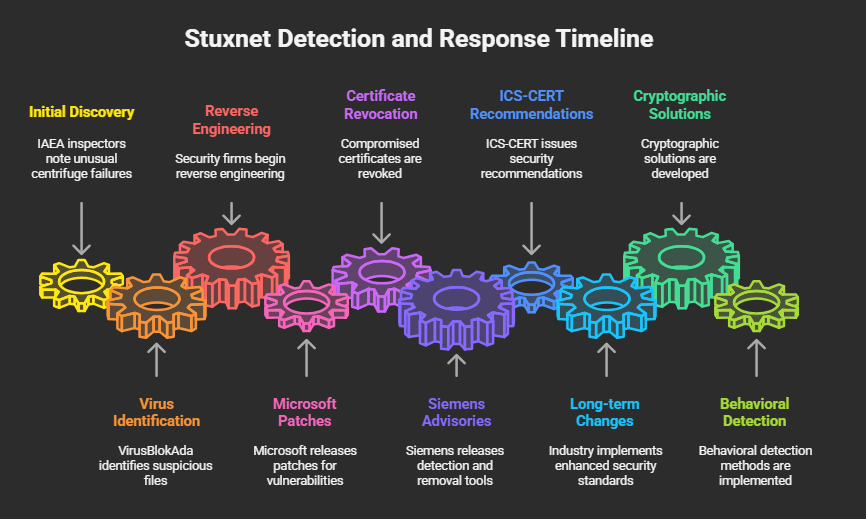 Stuxnet Detection and Response Timeline
Initial Discovery
IAEA inspectors
note unusual
centrifuge failures
Reverse
Engineering
Security firms begin
reverse engineering
Certificate
Revocation
Compromised
certificates are
revoked
ICS-CERT
Recommendations
ICS-CERT issues
security
recommendations
Cryptographic
Solutions
Cryptographic
solutions are
developed
Virus
Identification
VirusBlokAda
identifies suspicious
files
Microsoft
Patches
Microsoft releases
patches for
vulnerabilities
Siemens
Advisories
Siemens releases
detection and
removal tools
Long-term
Changes
Industry implements
enhanced security
standards
Behavioral
Detection
Behavioral detection
methods are
implemented